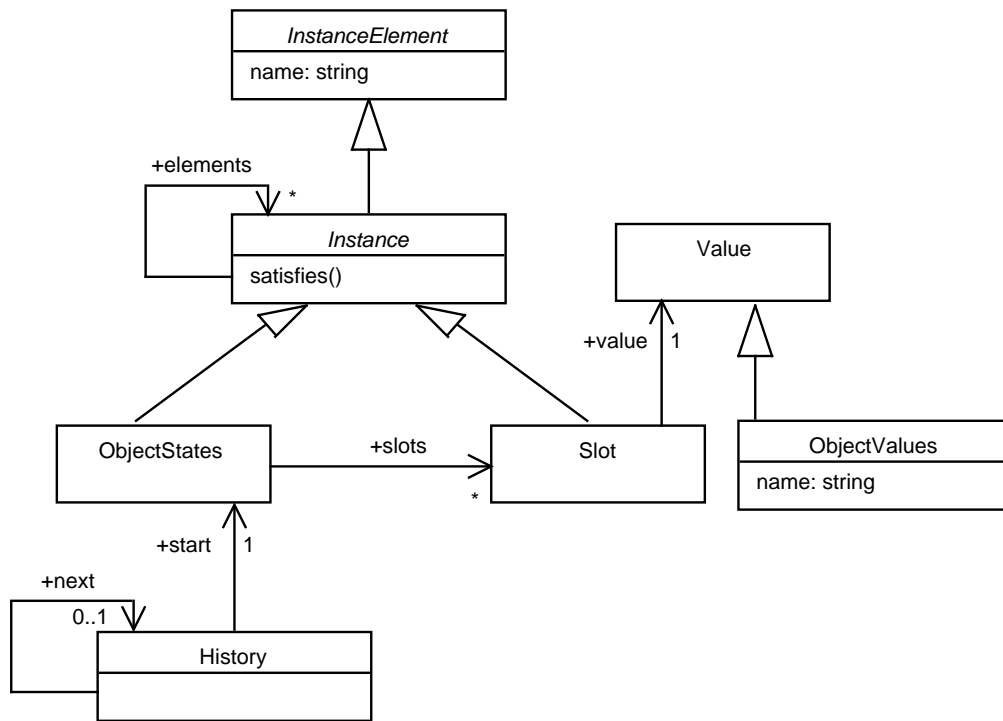 InstanceElement
name: string
+elements
*
Instance
satisfies()
Value
+value 1
ObjectStates
+slots
*
Slot
ObjectValues
name: string
+start 1
+next
0..1
History